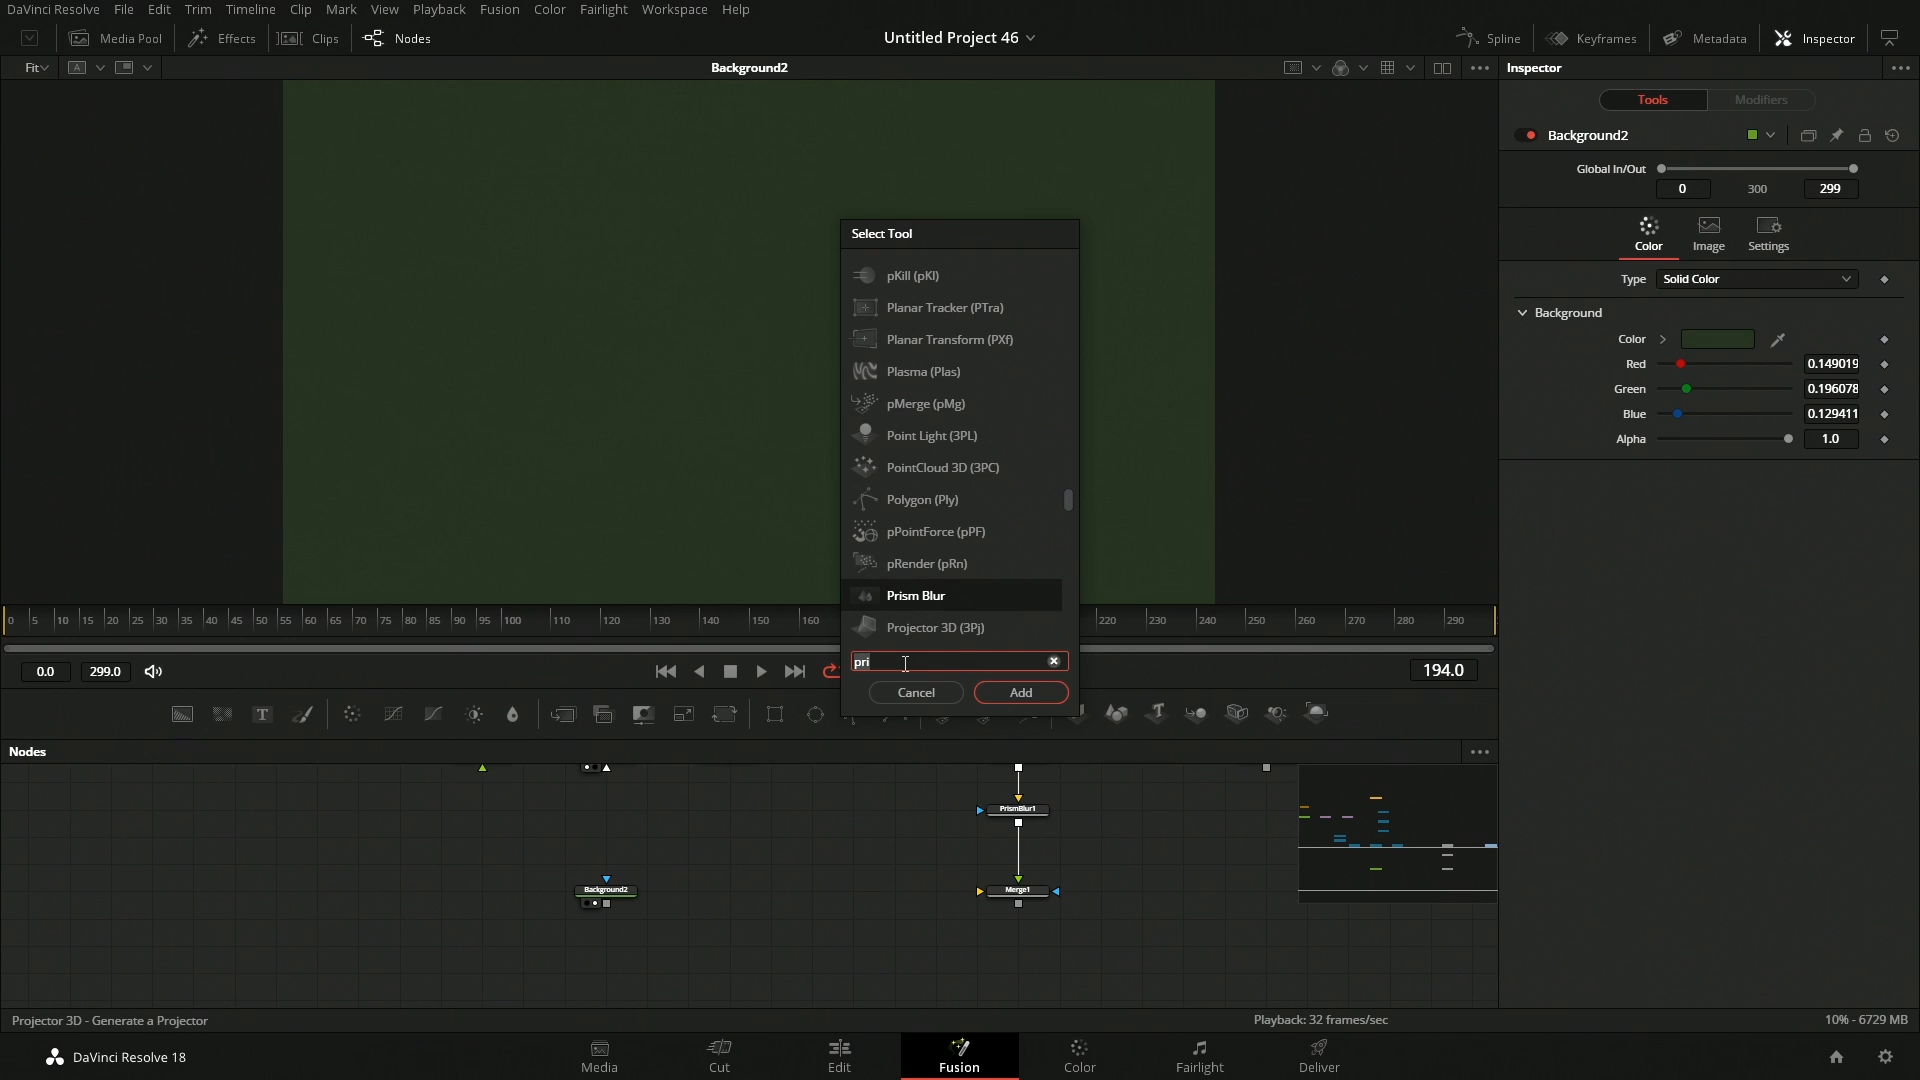 DaVinci Resolve File Edit Trim Timeline Clip Mark View Playback Fusion Color Fairlight Workspace Help
Media Pool Effects Clips Nodes Untitled Project 46 Spline Keyframes Metadata Inspector
Fit A Background2 Inspector
Tools Modifiers
Background2
Global In/Out
0 300 299
Color Image Settings
Type Solid Color
Background
Color
Red 0.149019
Green 0.196078
Blue 0.129411
Alpha 1.0
Select Tool
pKill (pKl)
Planar Tracker (PTra)
Planar Transform (PXf)
Plasma (Plas)
pMerge (pMg)
Point Light (3PL)
PointCloud 3D (3PC)
Polygon (Ply)
pPointForce (pPF)
pRender (pRn)
Prism Blur
Projector 3D (3Pj)
pri
Cancel Add
0 5 10 15 20 25 30 35 40 45 50 55 60 65 70 75 80 85 90 95 100 110 120 130 140 150 160 220 230 240 250 260 270 280 290
0.0 299.0 194.0
Nodes
PrismBlur1
Background2 Merge1
Projector 3D - Generate a Projector Playback: 32 frames/sec 10% - 6729 MB
DaVinci Resolve 18 Media Cut Edit Fusion Color Fairlight Deliver